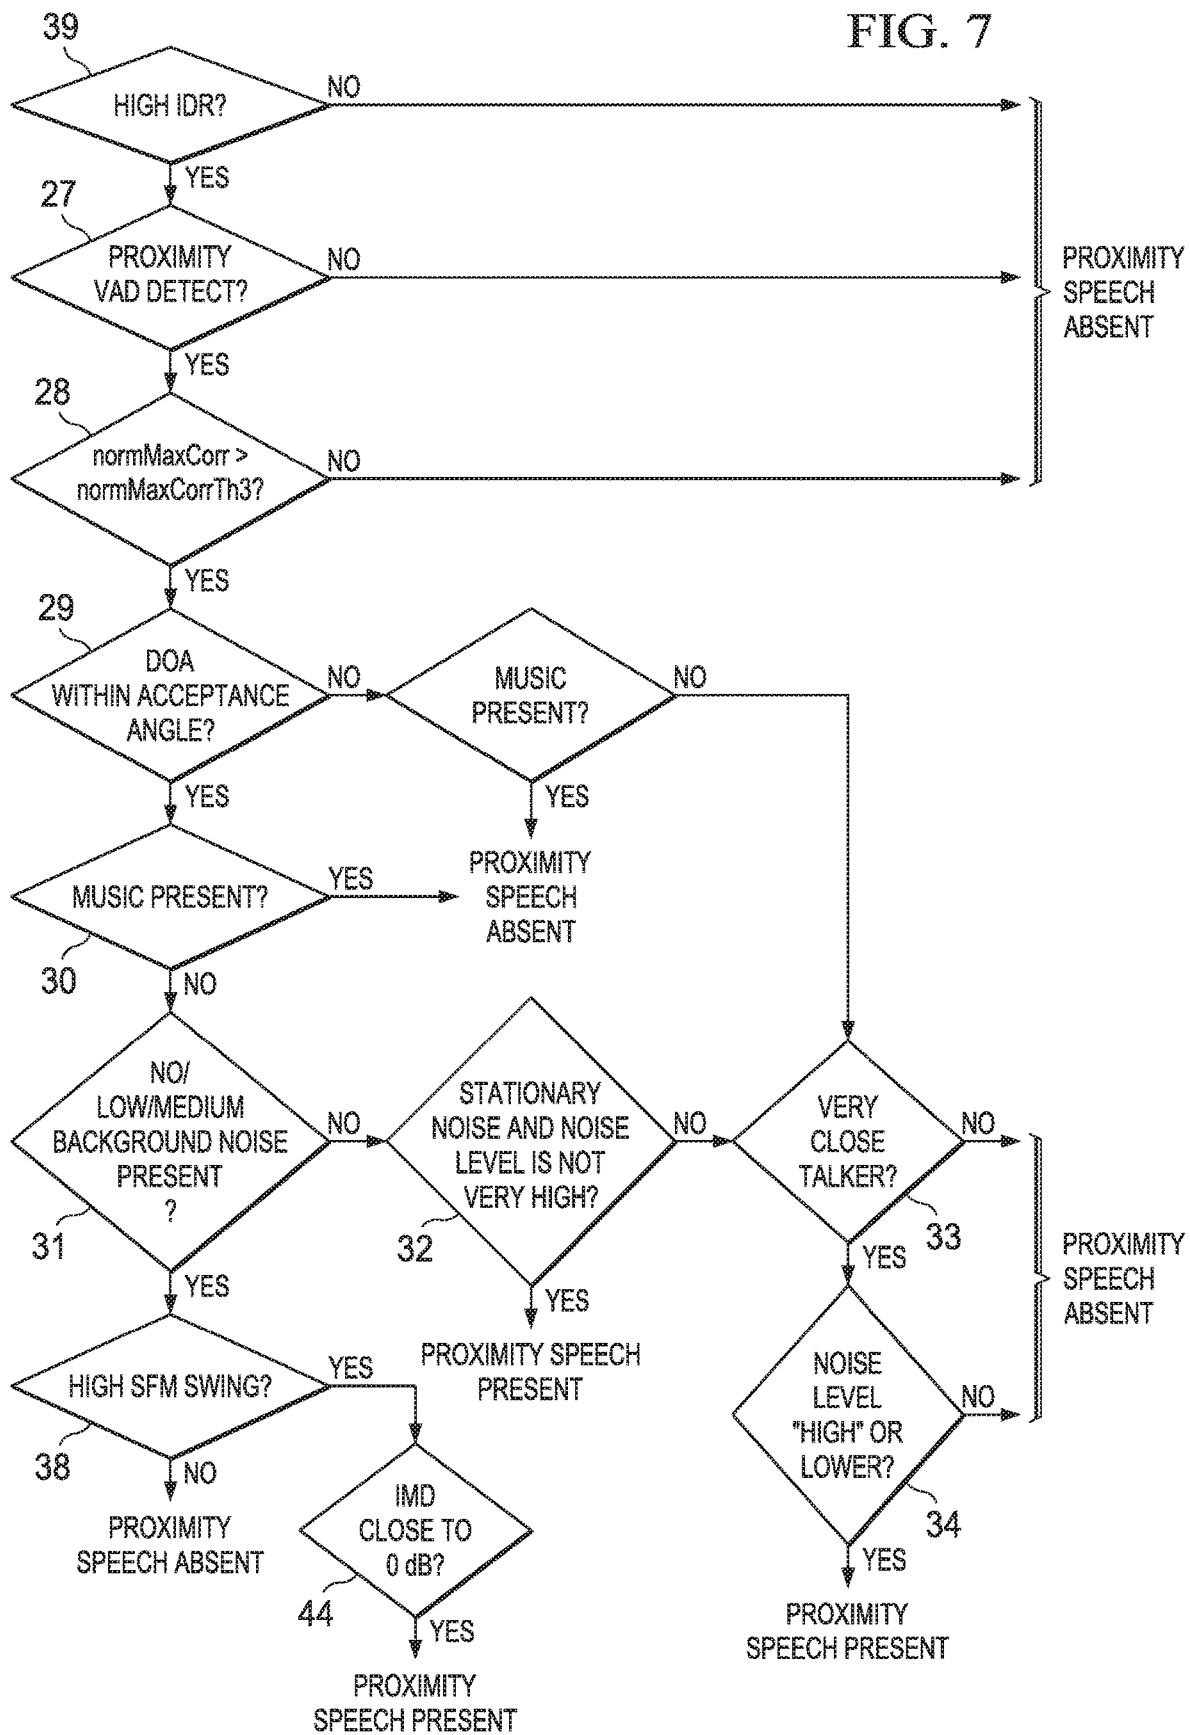 FIG. 7
39
HIGH IDR?
NO
YES
27
PROXIMITY
VAD DETECT?
NO
YES
PROXIMITY
SPEECH
ABSENT
28
normMaxCorr >
normMaxCorrTh3?
NO
YES
29
DOA
WITHIN ACCEPTANCE
ANGLE?
NO
YES
MUSIC
PRESENT?
NO
YES
PROXIMITY
SPEECH
ABSENT
MUSIC PRESENT?
YES
30
NO
NO/
LOW/MEDIUM
BACKGROUND NOISE
PRESENT
?
NO
31
YES
STATIONARY
NOISE AND NOISE
LEVEL IS NOT
VERY HIGH?
NO
32
YES
PROXIMITY SPEECH
PRESENT
VERY
CLOSE
TALKER?
NO
33
YES
PROXIMITY
SPEECH
ABSENT
NOISE
LEVEL
"HIGH" OR
LOWER?
NO
34
YES
PROXIMITY
SPEECH PRESENT
HIGH SFM SWING?
YES
38
NO
PROXIMITY
SPEECH ABSENT
IMD
CLOSE TO
0 dB?
44
YES
PROXIMITY
SPEECH PRESENT